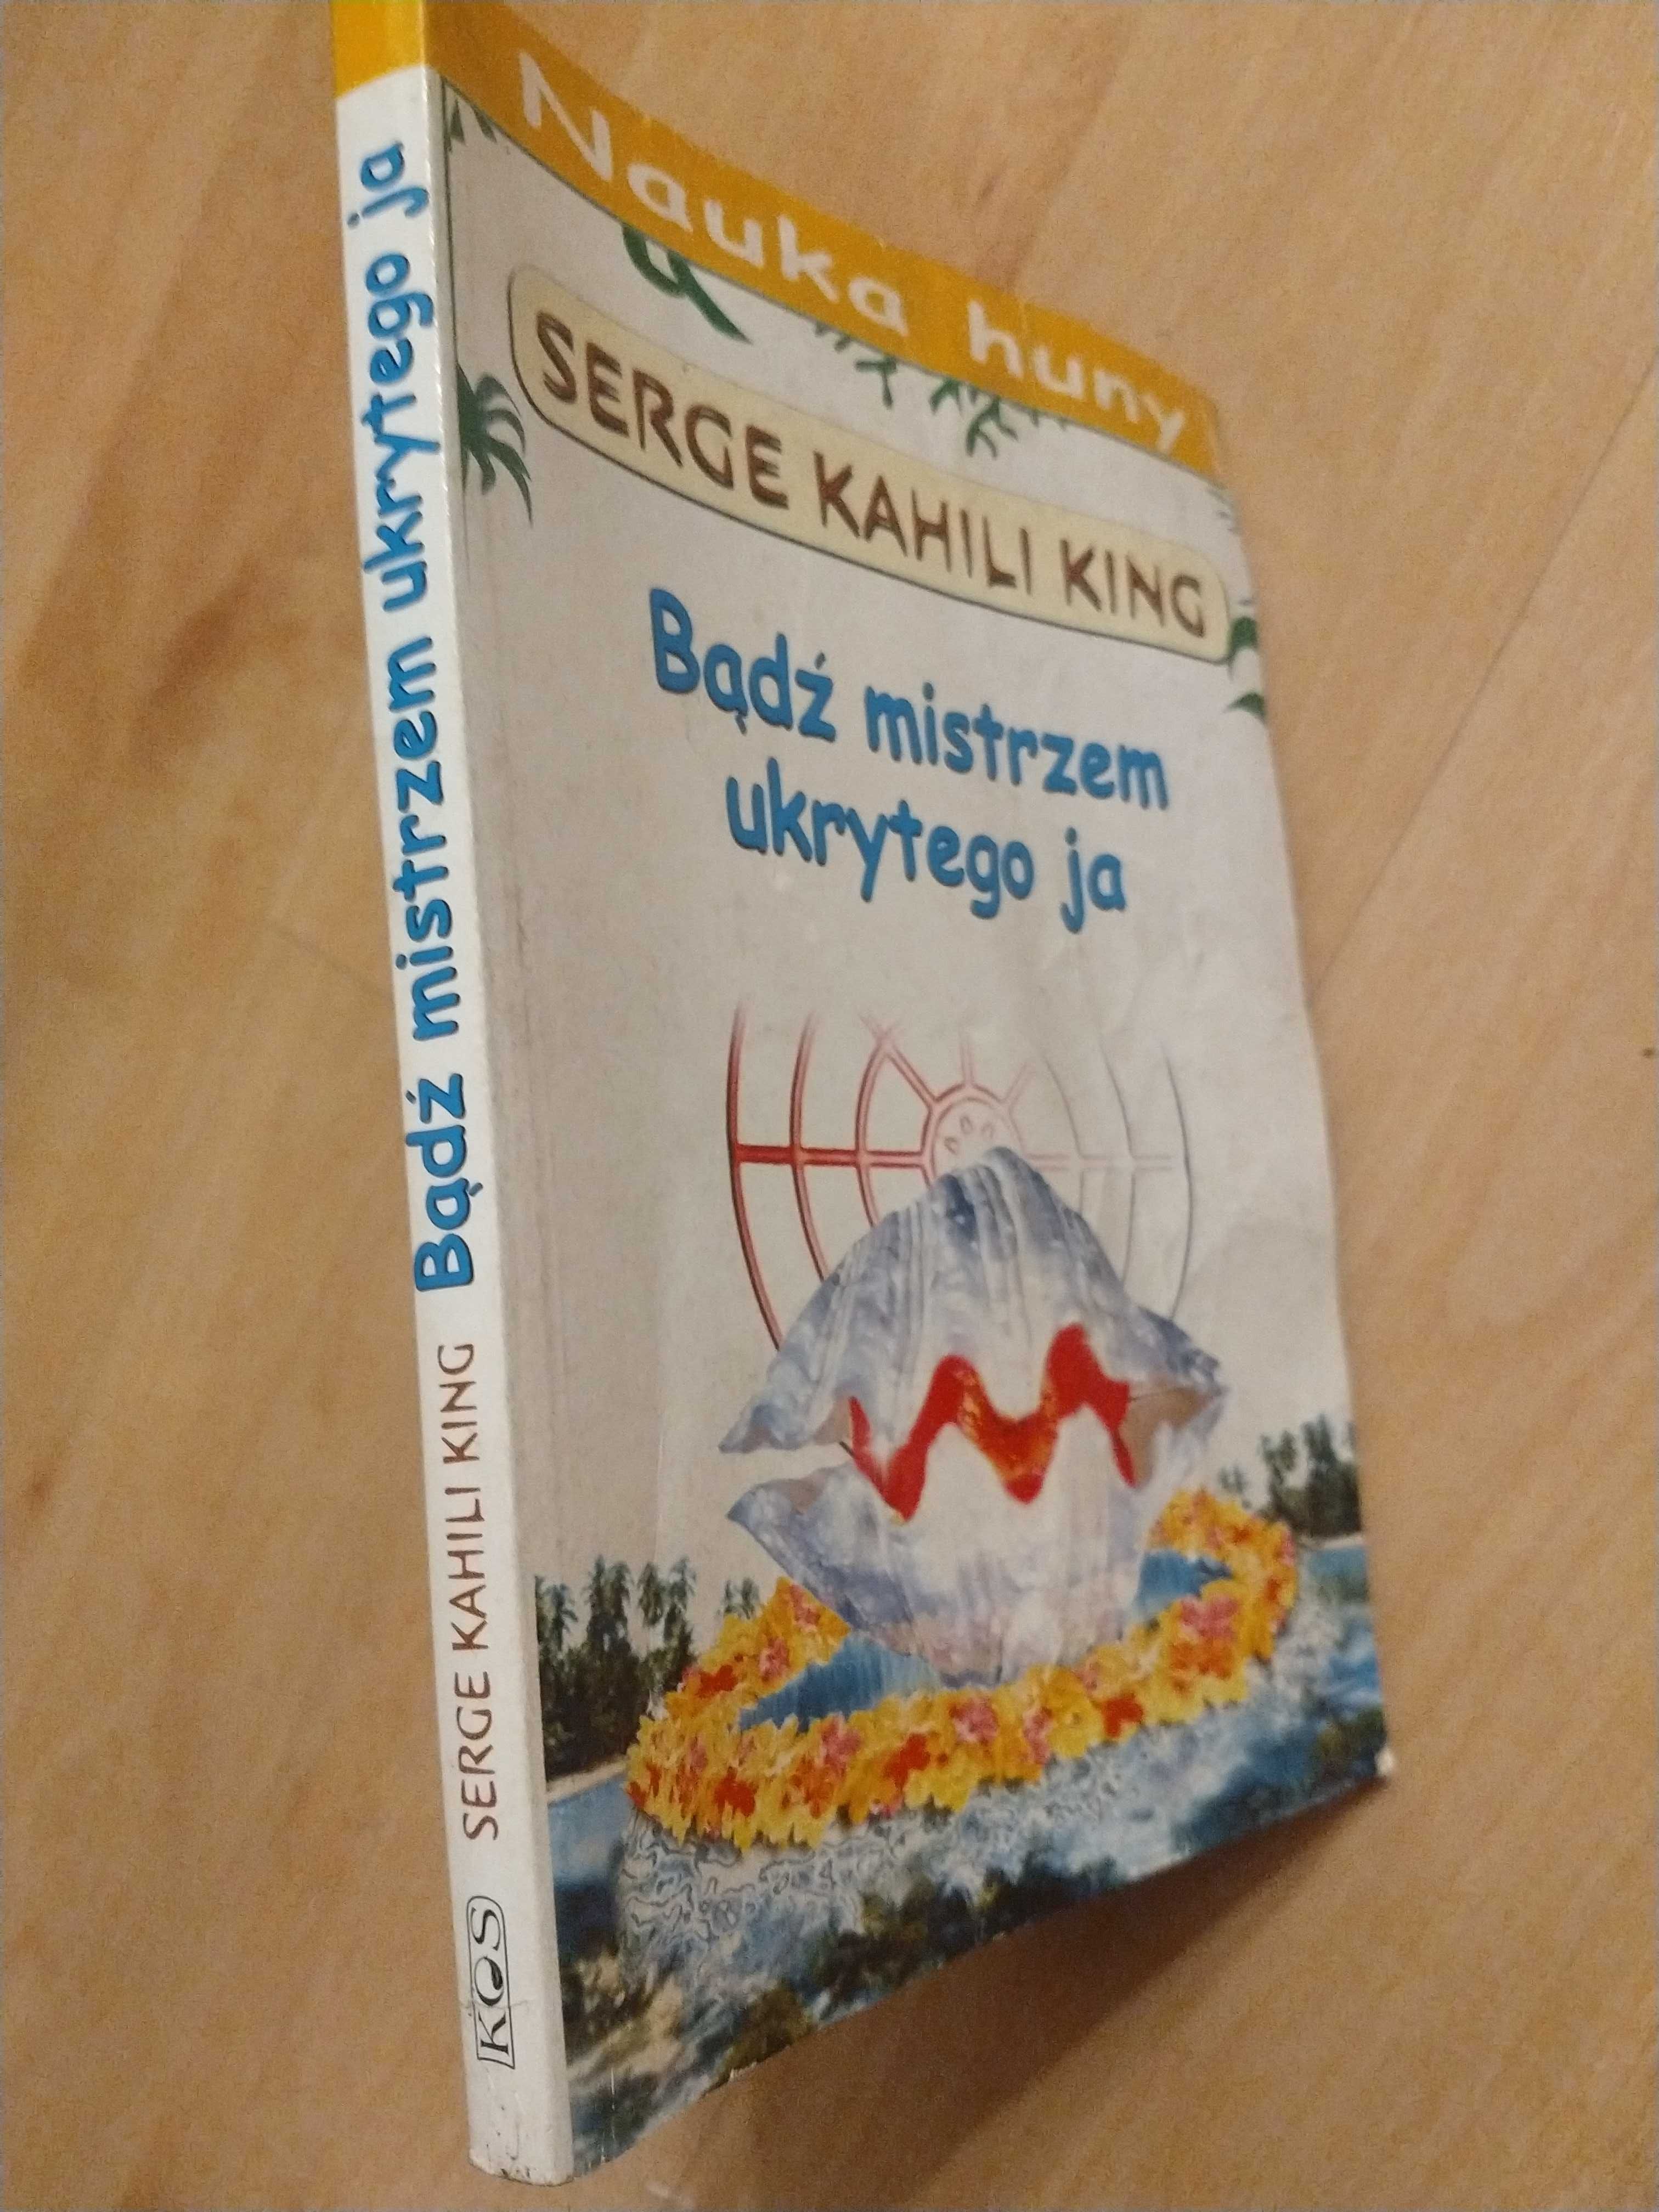 Nauka huny
SERGE KAHILI KING
Bądź mistrzem
ukrytego ja
KOS SERGE KAHILI KING Bądź mistrzem ukrytego ja